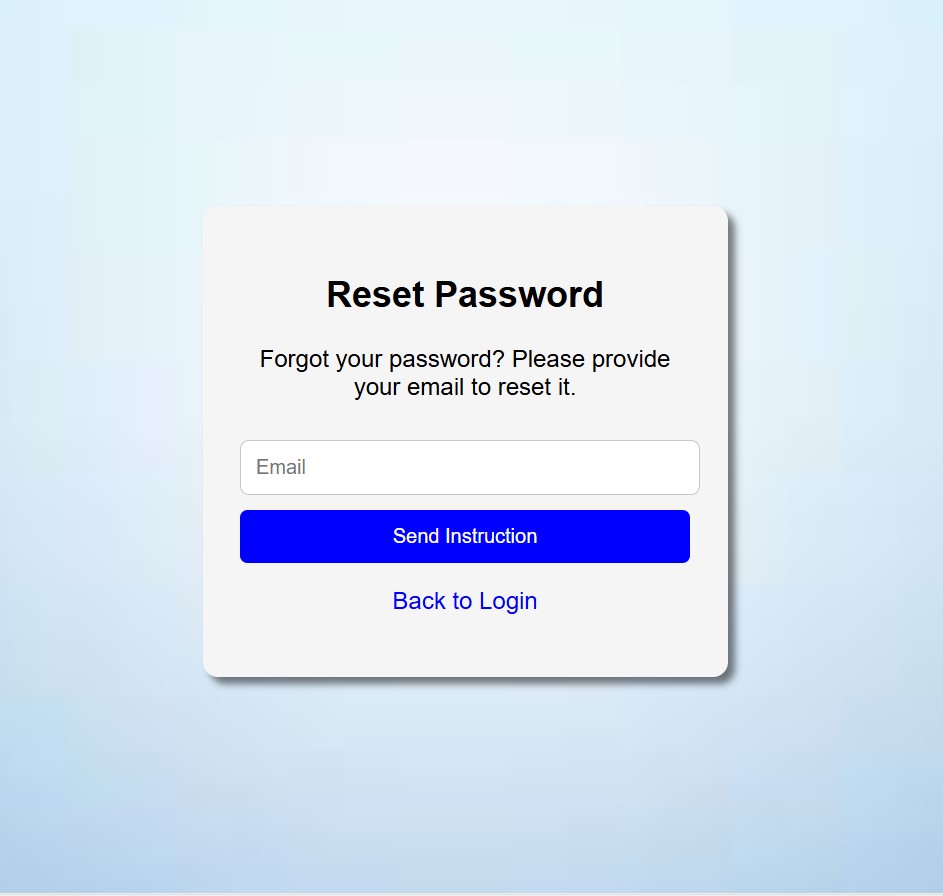 Reset Password
Forgot your password? Please provide
your email to reset it.
Email
Send Instruction
Back to Login